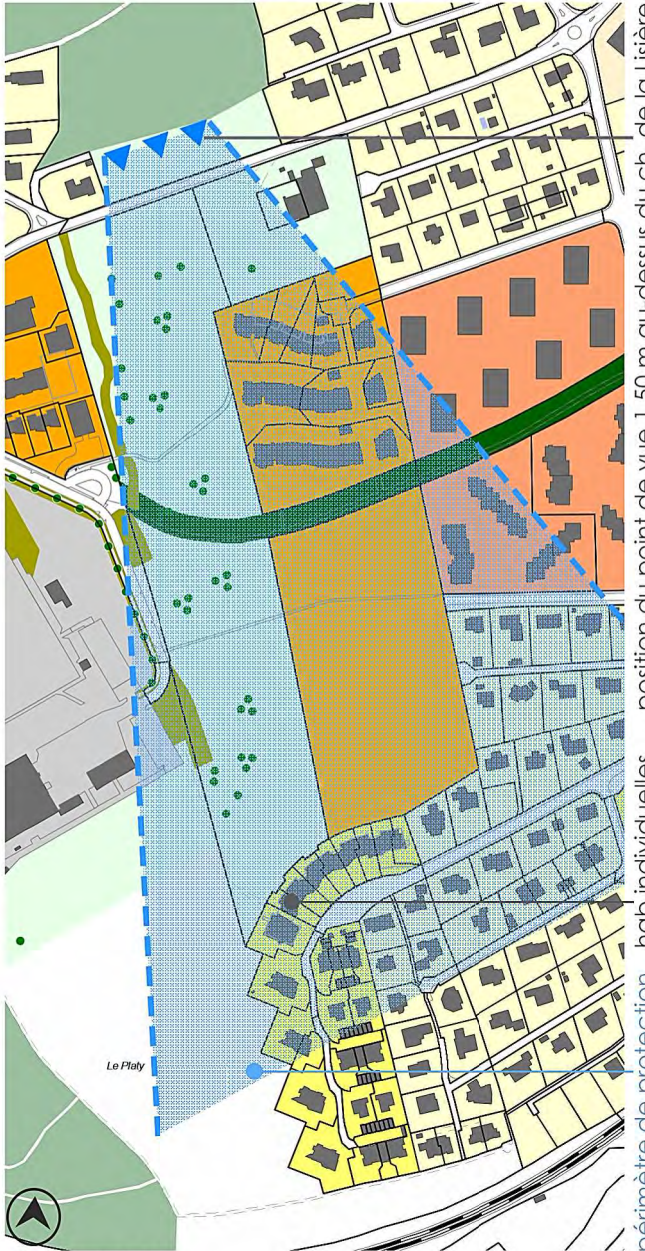 Le Platy
périmètre de protection
hab.individuelles
position du point de vue 1.50 m au dessus du ch. de la Lisière